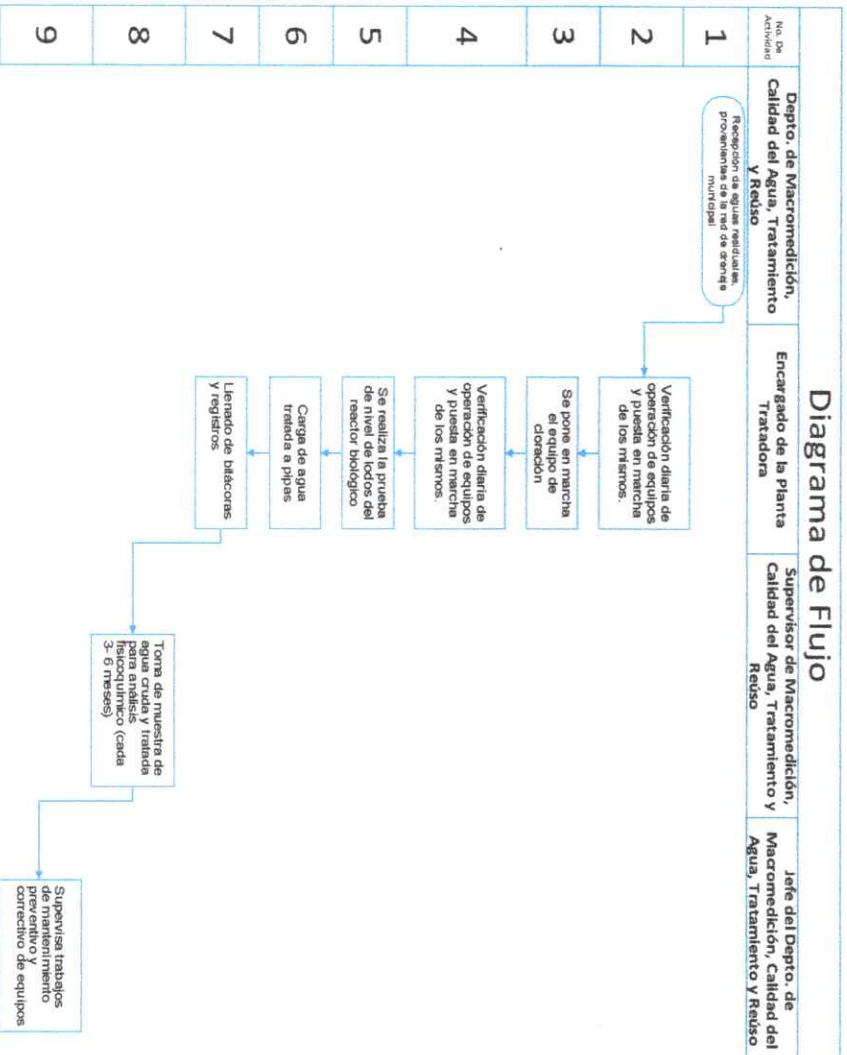 Diagrama de Flujo
No. De
Actividad
Depto. de Macromedición,
Calidad del Agua, Tratamiento
y Reúso
Encargado de la Planta
Tratadora
Supervisor de Macromedición,
Calidad del Agua, Tratamiento y
Reúso
Jefe del Depto. de
Macromedición, Calidad del
Agua, Tratamiento y Reúso
1
Recepción de aguas residuales,
provenientes de la red de drenaje
municipal
2
Verificación diaria de
operación de equipos
y puesta en marcha
de los mismos.
3
Se pone en marcha
el equipo de
cloración
4
Verificación diaria de
operación de equipos
y puesta en marcha
de los mismos.
5
Se realiza la prueba
de nivel de lodos del
reactor biológico
6
Carga de agua
tratada a pipas
7
Llenado de bitácoras
y registros
8
Toma de muestra de
agua cruda y tratada
para análisis
fisicoquímico (cada
3- 6 meses)
9
Supervisa trabajos
de mantenimiento
preventivo y
correctivo de equipos